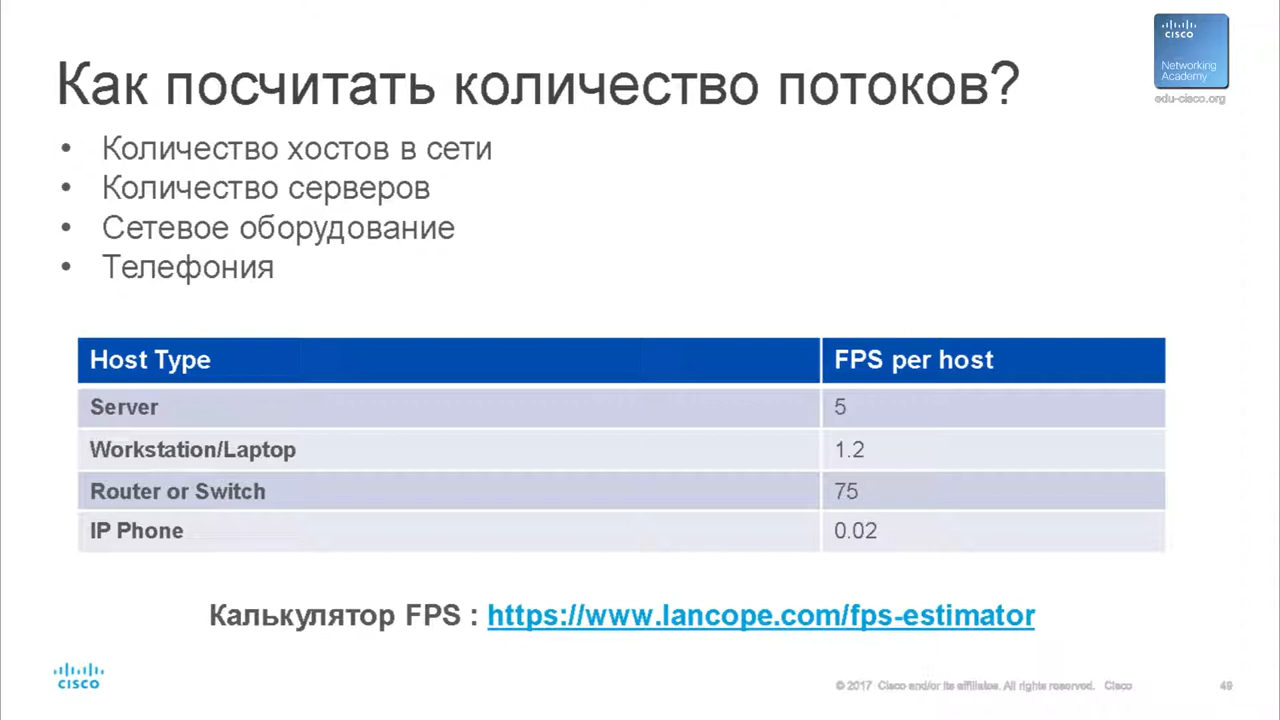 CISCO
Networking
Academy
edu-cisco.org
Как посчитать количество потоков?
• Количество хостов в сети
• Количество серверов
• Сетевое оборудование
• Телефония
Host Type FPS per host
Server 5
Workstation/Laptop 1.2
Router or Switch 75
IP Phone 0.02
Калькулятор FPS : https://www.lancope.com/fps-estimator
CISCO
© 2017 Cisco and/or its affiliates. All rights reserved. Cisco 49